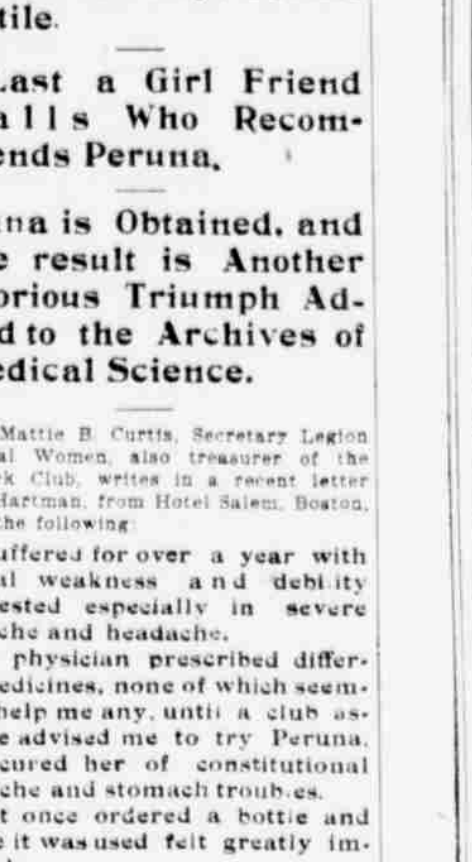 tile.
Last a Girl Friend
alls Who Recom-
ends Peruna.
una is Obtained, and
e result is Another
orious Triumph Ad-
d to the Archives of
edical Science.
Mattie B. Curtis, Secretary Legion
al Women, also treasurer of the
k Club, writes in a recent letter
Hartman, from Hotel Salem, Boston,
the following:
uffered for over a year with
al weakness and debility
ested especially in severe
che and headache.
physician prescribed differ-
edicines, none of which seem-
help me any, until a club as-
e advised me to try Peruna.
cured her of constitutional
che and stomach troubles.
t once ordered a bottle and
e it was used felt greatly im-